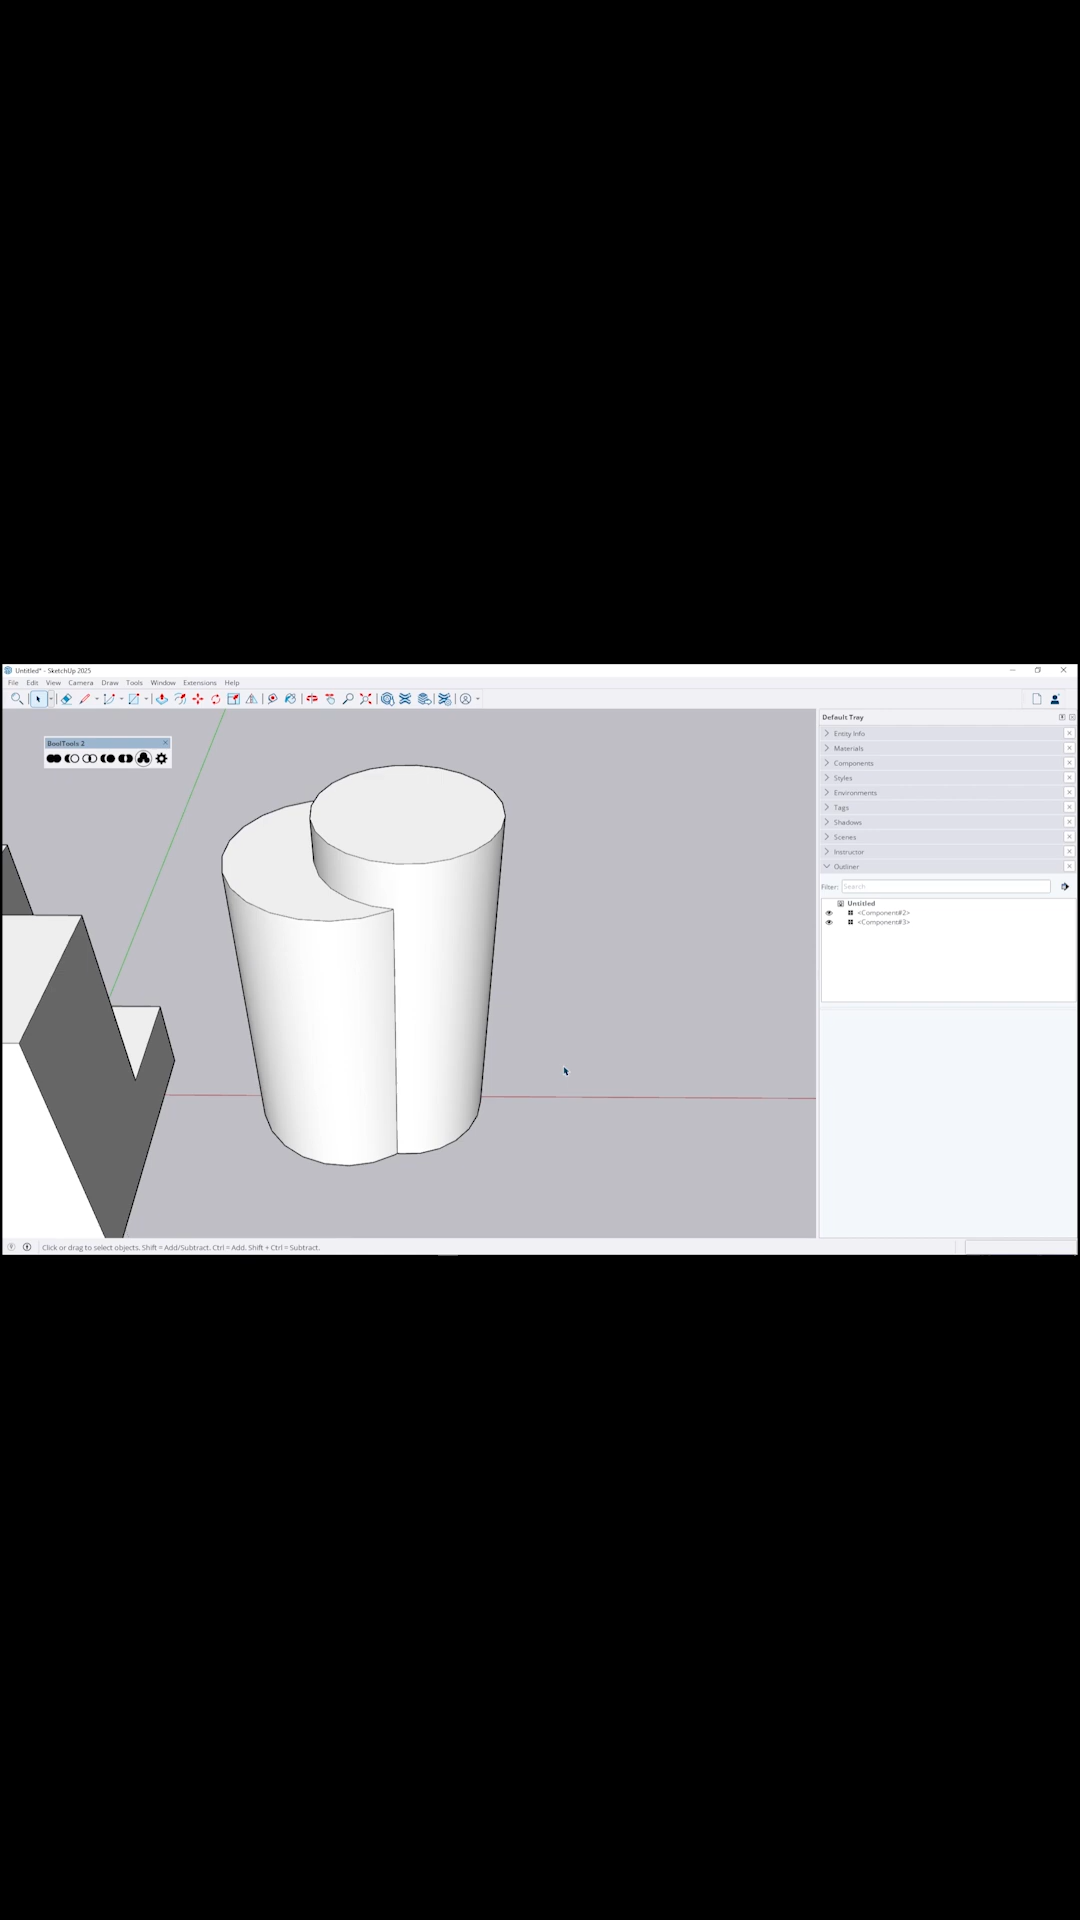 Untitled* - SketchUp 2025
File Edit View Camera Draw Tools Window Extensions Help
BoolTools 2
Default Tray
Entity Info
Materials
Components
Styles
Environments
Tags
Shadows
Scenes
Instructor
Outliner
Filter: Search
Untitled
<Component#2>
<Component#3>
Click or drag to select objects. Shift = Add/Subtract. Ctrl = Add. Shift + Ctrl = Subtract.